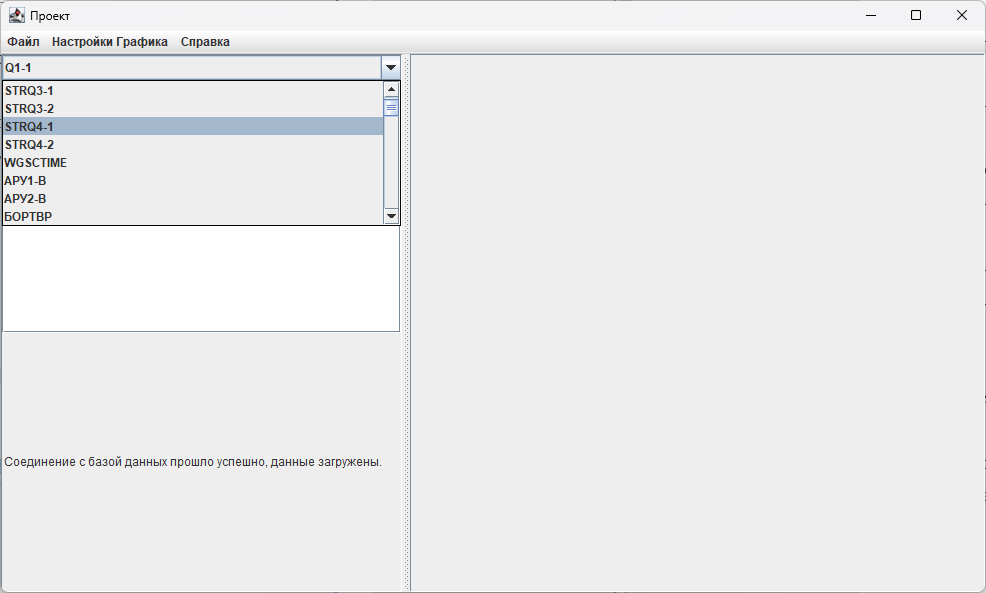 Проект
Файл Настройки Графика Справка
Q1-1
STRQ3-1
STRQ3-2
STRQ4-1
STRQ4-2
WGSCTIME
АРУ1-В
АРУ2-В
БОРТВР
Соединение с базой данных прошло успешно, данные загружены.